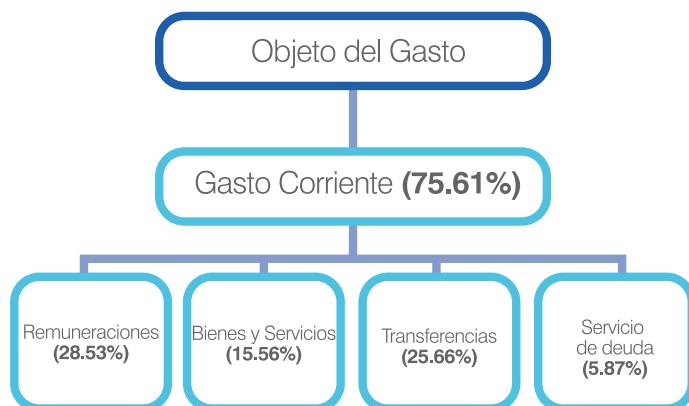 Objeto del Gasto
Gasto Corriente (75.61%)
Remuneraciones
(28.53%)
Bienes y Servicios
(15.56%)
Transferencias
(25.66%)
Servicio
de deuda
(5.87%)